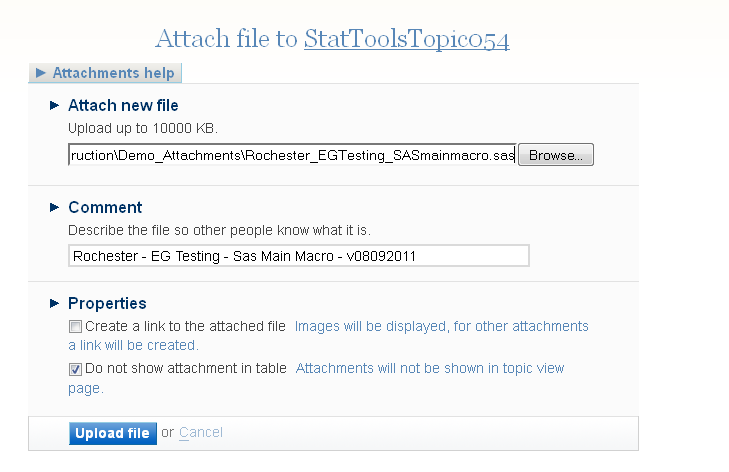 Attach file to StatToolsTopic054
Attachments help
Attach new file
Upload up to 10000 KB.
ruction\Demo_Attachments\Rochester_EGTesting_SASmainmacro.sas Browse...
Comment
Describe the file so other people know what it is.
Rochester - EG Testing - Sas Main Macro - v08092011
Properties
Create a link to the attached file Images will be displayed, for other attachments
a link will be created.
Do not show attachment in table Attachments will not be shown in topic view
page.
Upload file or Cancel